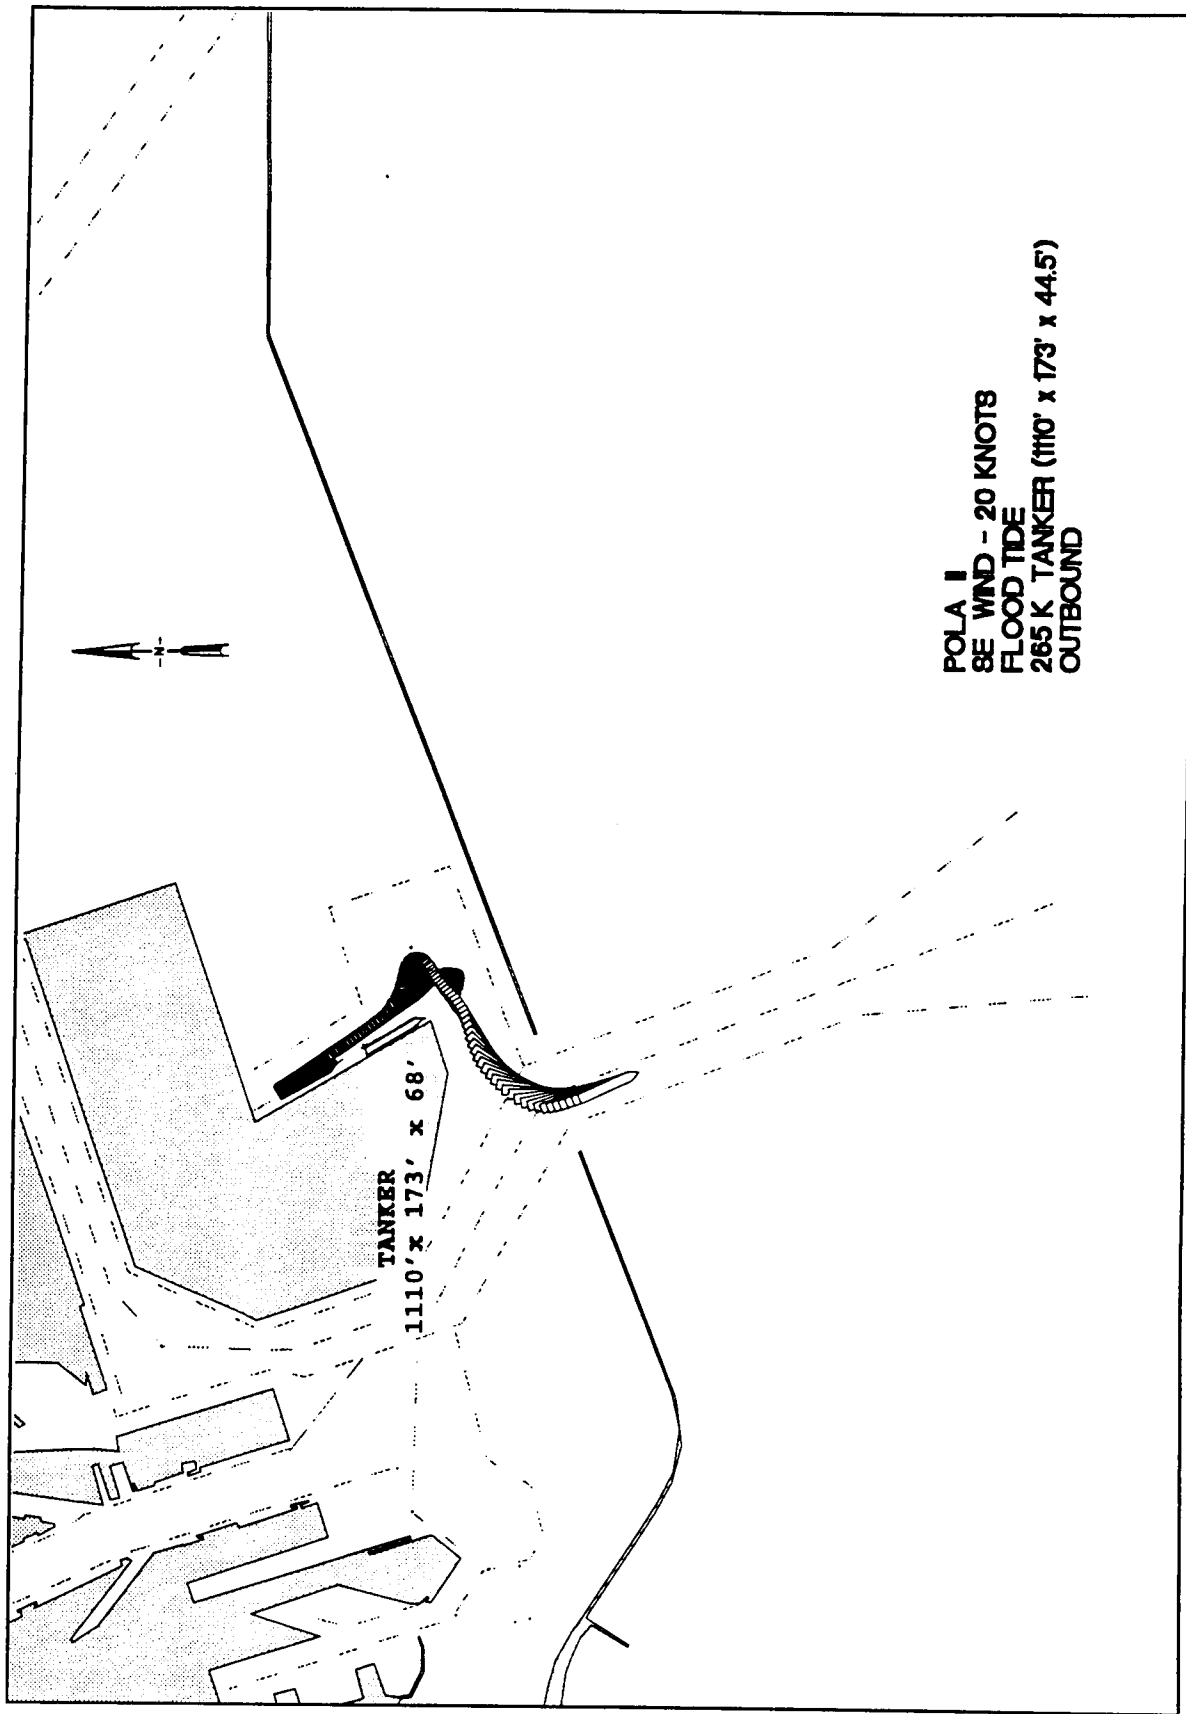 N
TANKER
1110'x 173' x 68'
POLA II
SE WIND - 20 KNOTS
FLOOD TIDE
265 K TANKER (1110' x 173' x 44.5')
OUTBOUND